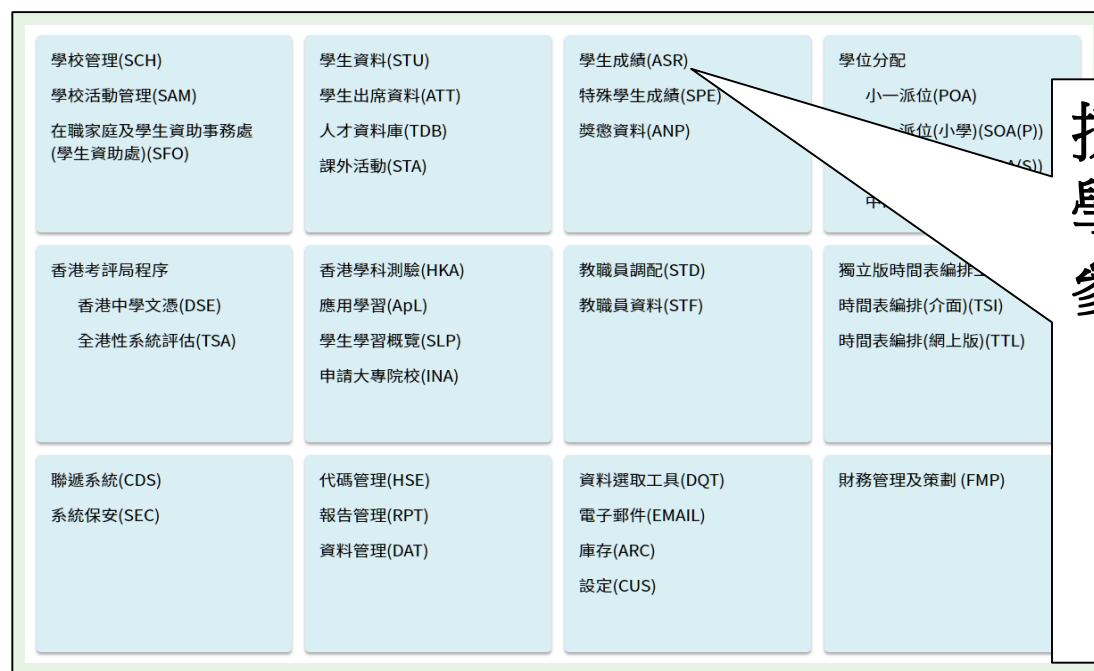 學校管理(SCH)
學校活動管理(SAM)
在職家庭及學生資助事務處
(學生資助處)(SFO)
學生資料(STU)
學生出席資料(ATT)
人才資料庫(TDB)
課外活動(STA)
學生成績(ASR)
特殊學生成績(SPE)
獎懲資料(ANP)
學位分配
小一派位(POA)
派位(小學)(SOA(P))
香港考評局程序
香港中學文憑(DSE)
全港性系統評估(TSA)
香港學科測驗(HKA)
應用學習(ApL)
學生學習概覽(SLP)
申請大專院校(INA)
教職員調配(STD)
教職員資料(STF)
獨立版時間表編排
時間表編排(介面)(TSI)
時間表編排(網上版)(TTL)
聯遞系統(CDS)
系統保安(SEC)
代碼管理(HSE)
報告管理(RPT)
資料管理(DAT)
資料選取工具(DQT)
電子郵件(EMAIL)
庫存(ARC)
設定(CUS)
財務管理及策劃 (FMP)